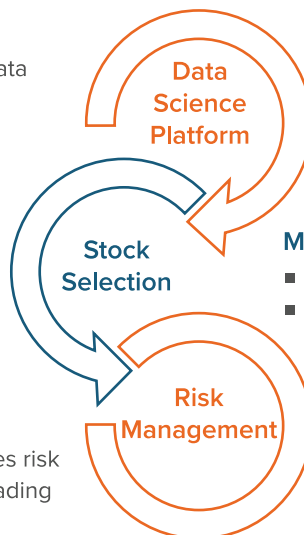 ata
Data
Science
Platform
M
Stock
Selection
Risk
Management
es risk
ading